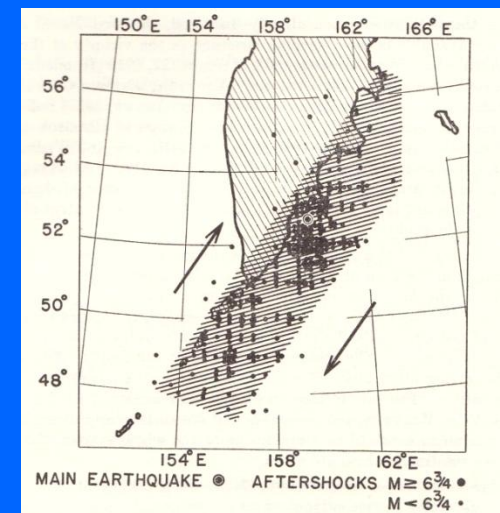 150°E 154° 158° 162° 166°E
56°
54°
52°
50°
48°
154°E 158° 162°E
MAIN EARTHQUAKE AFTERSHOCKS M ≥ 6¾ •
M < 6¾ •